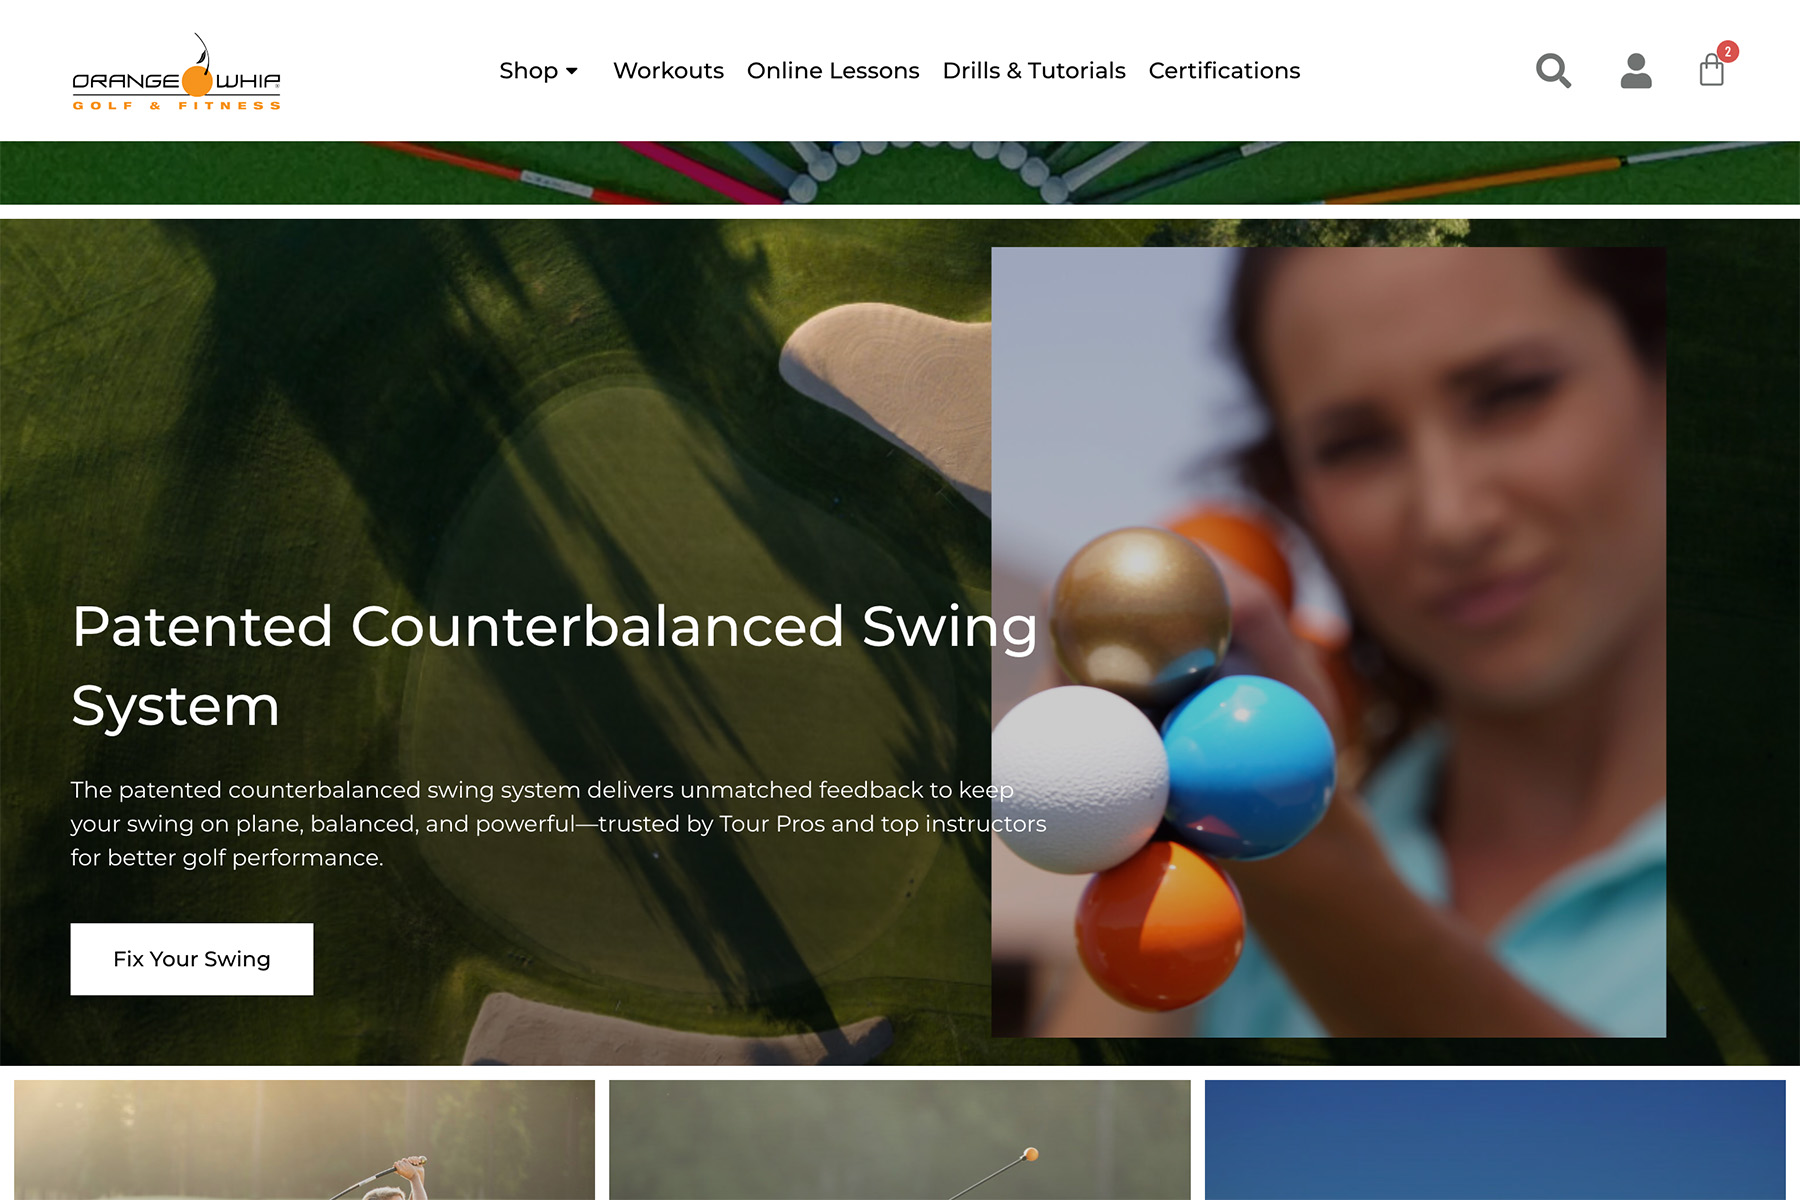 ORANGE WHIP
GOLF & FITNESS
Shop Workouts Online Lessons Drills & Tutorials Certifications
2
Patented Counterbalanced Swing
System
The patented counterbalanced swing system delivers unmatched feedback to keep
your swing on plane, balanced, and powerful—trusted by Tour Pros and top instructors
for better golf performance.
Fix Your Swing